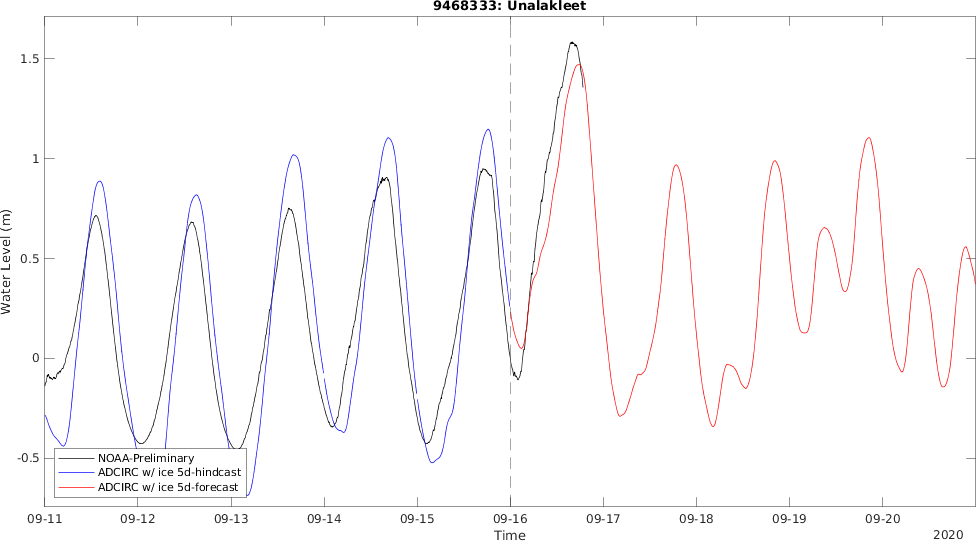 9468333: Unalakleet
Water Level (m)
1.5
1
0.5
0
-0.5
NOAA-Preliminary
ADCIRC w/ ice 5d-hindcast
ADCIRC w/ ice 5d-forecast
09-11 09-12 09-13 09-14 09-15 09-16 09-17 09-18 09-19 09-20
Time
2020